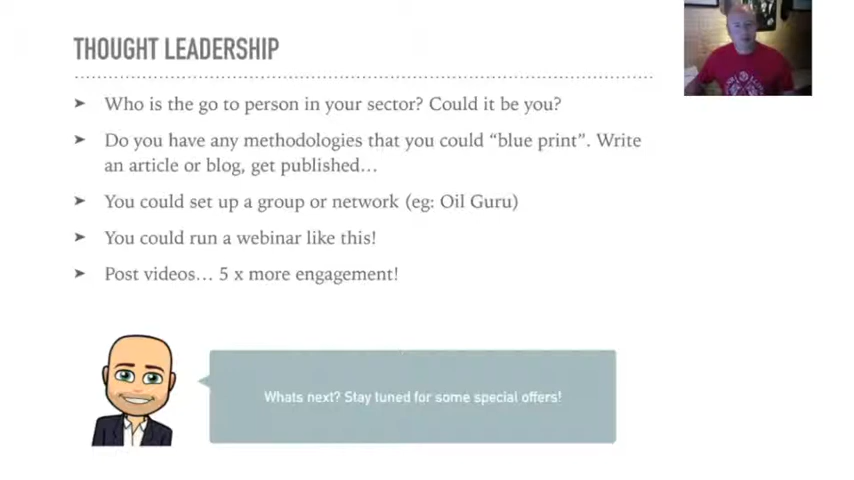 THOUGHT LEADERSHIP
➤ Who is the go to person in your sector? Could it be you?
➤ Do you have any methodologies that you could “blue print”. Write
an article or blog, get published…
➤ You could set up a group or network (eg: Oil Guru)
➤ You could run a webinar like this!
➤ Post videos… 5 x more engagement!
Whats next? Stay tuned for some special offers!